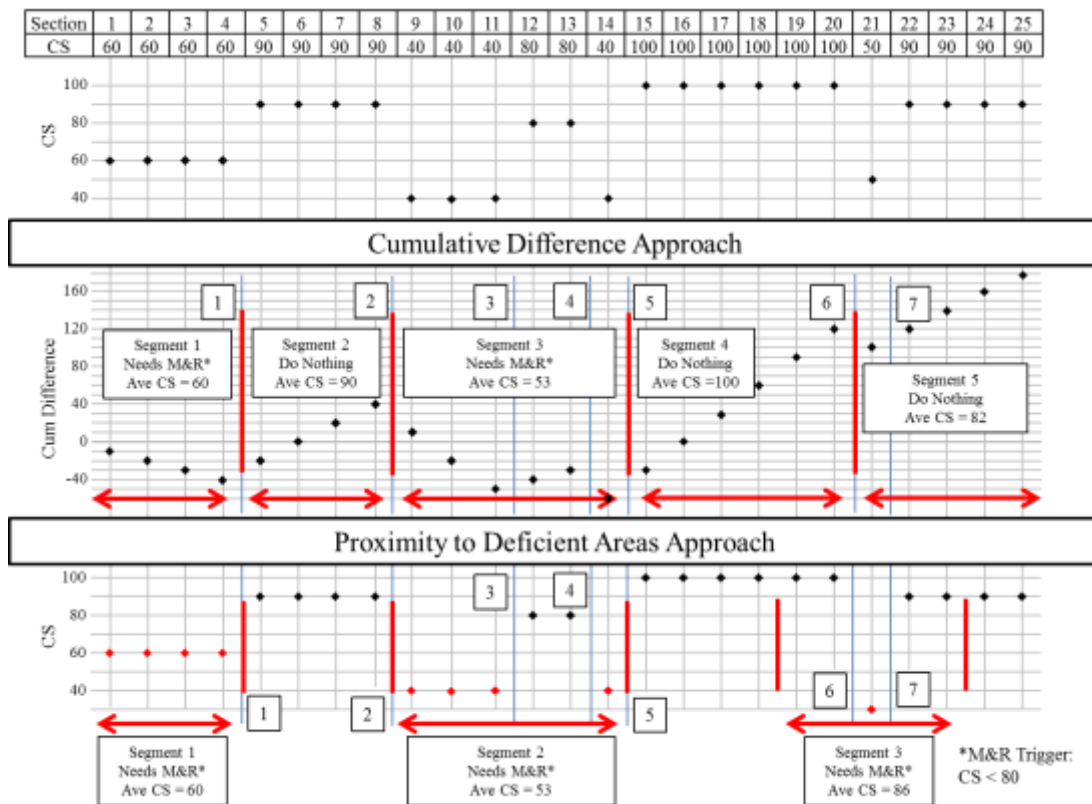 Section 1 2 3 4 5 6 7 8 9 10 11 12 13 14 15 16 17 18 19 20 21 22 23 24 25
CS 60 60 60 60 90 90 90 90 40 40 40 80 80 40 100 100 100 100 100 100 50 90 90 90 90
100
80
60
40
CS
Cumulative Difference Approach
160
120
80
40
0
-40
Cum Difference
1
2
3
4
5
6
7
Segment 1
Needs M&R*
Ave CS = 60
Segment 2
Do Nothing
Ave CS = 90
Segment 3
Needs M&R*
Ave CS = 53
Segment 4
Do Nothing
Ave CS =100
Segment 5
Do Nothing
Ave CS = 82
Proximity to Deficient Areas Approach
100
80
60
40
CS
3
4
1
2
5
6
7
Segment 1
Needs M&R*
Ave CS = 60
Segment 2
Needs M&R*
Ave CS = 53
Segment 3
Needs M&R*
Ave CS = 86
*M&R Trigger:
CS < 80